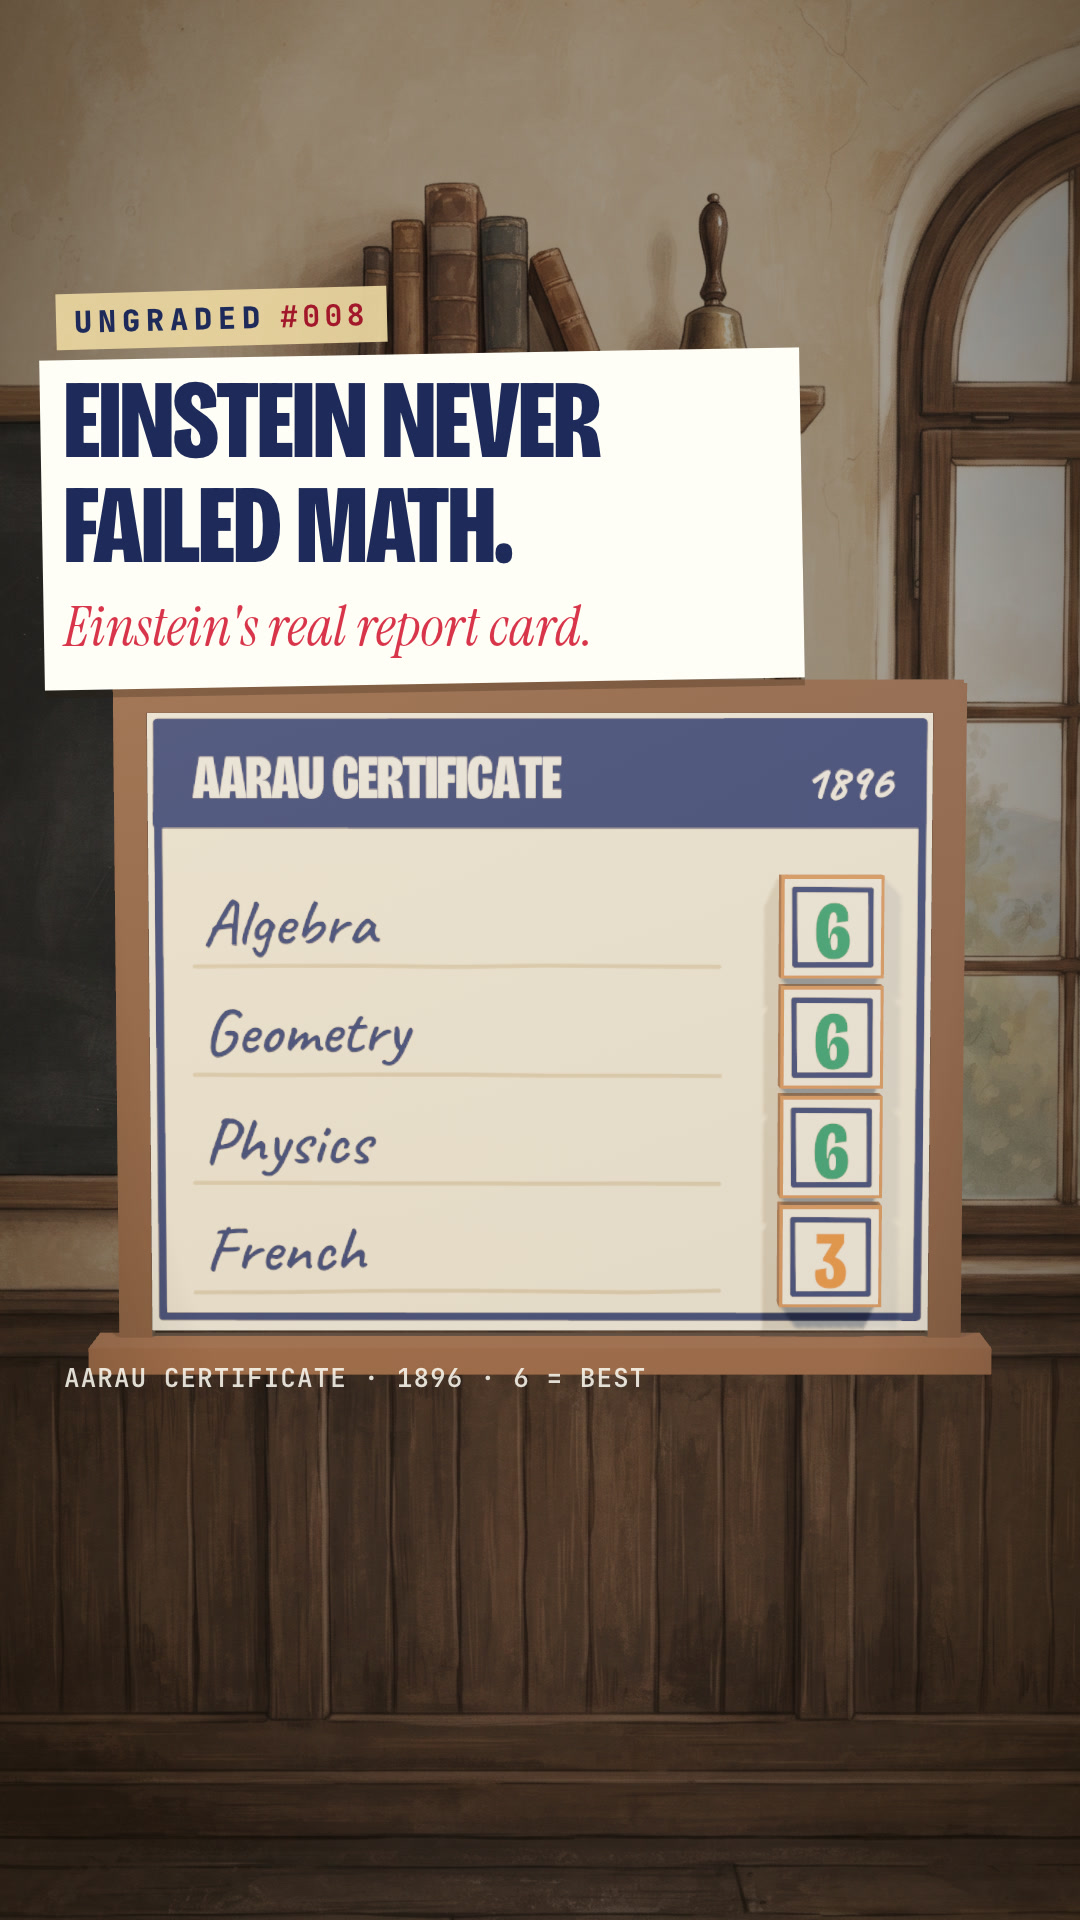 UNGRADED #008
EINSTEIN NEVER
FAILED MATH.
Einstein's real report card.
AARAU CERTIFICATE 1896
Algebra 6
Geometry 6
Physics 6
French 3
AARAU CERTIFICATE · 1896 · 6 = BEST